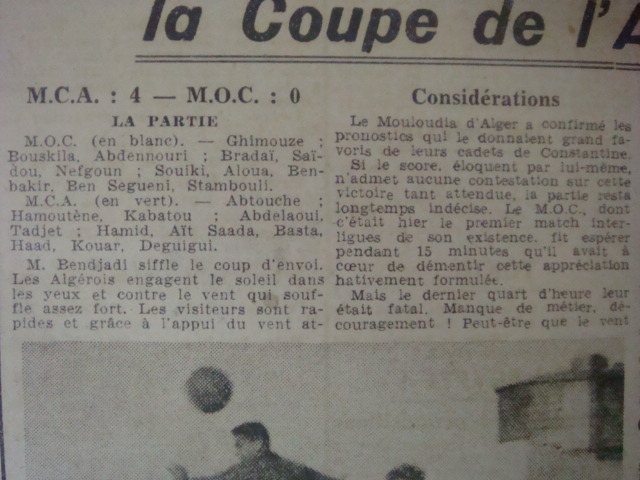 la Coupe de l'A
M.C.A. : 4 — M.O.C. : 0
LA PARTIE
M.O.C. (en blanc). — Ghimouze ;
Bouskila, Abdennouri ; Bradaï, Saï-
dou, Nefgoun ; Souiki, Aloua, Ben-
bakir, Ben Segueni, Stambouli.
M.C.A. (en vert). — Abtouche ;
Hamoutène, Kabatou ; Abdelaoui,
Tadjet ; Hamid, Aït Saada, Basta,
Haad, Kouar, Deguigui.
M. Bendjadi siffle le coup d'envoi.
Les Algérois engagent le soleil dans
les yeux et contre le vent qui souf-
fle assez fort. Les visiteurs sont ra-
pides et grâce à l'appui du vent at-
Considérations
Le Mouloudia d'Alger a confirmé les
pronostics qui le donnaient grand fa-
voris de leurs cadets de Constantine.
Si le score, éloquent par lui-même,
n'admet aucune contestation sur cette
victoire tant attendue, la partie resta
longtemps indécise. Le M.O.C., dont
c'était hier le premier match inter-
ligues de son existence, fit espérer
pendant 15 minutes qu'il avait à
cœur de démentir cette appréciation
hativement formulée.
Mais le dernier quart d'heure leur
était fatal. Manque de métier, dé-
couragement ! Peut-être que le vent